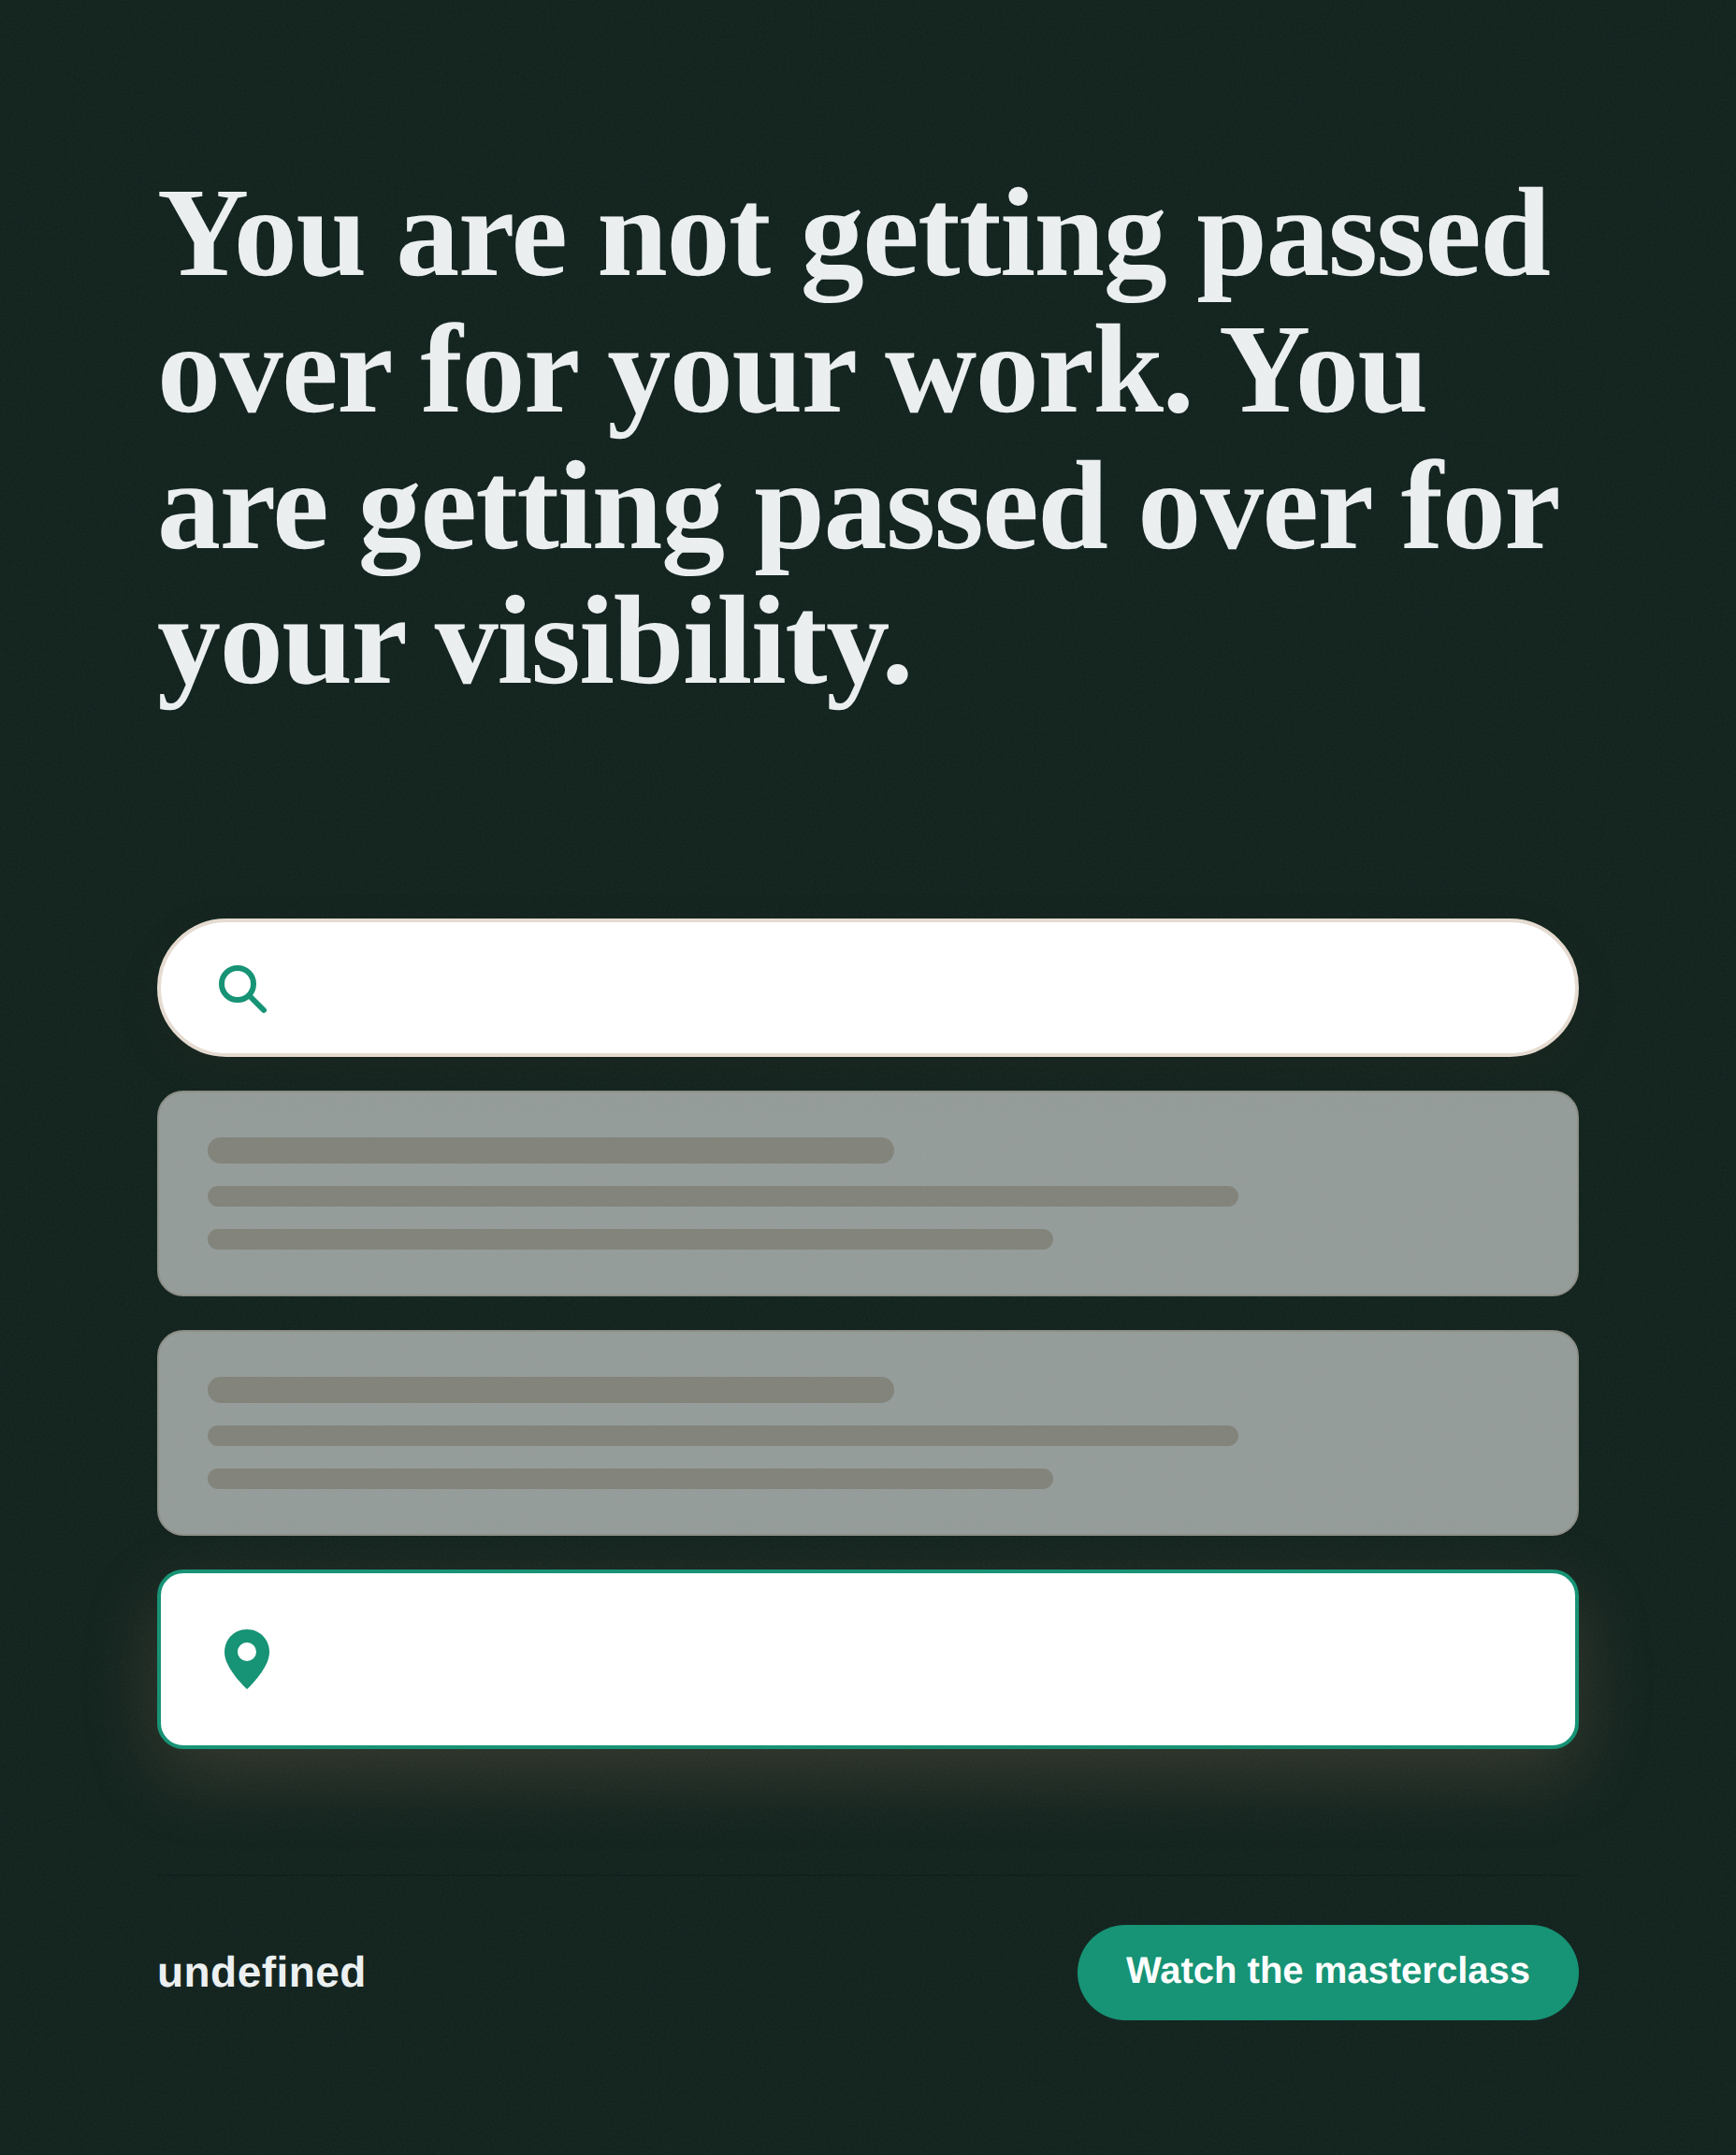 You are not getting passed
over for your work. You
are getting passed over for
your visibility.
undefined
Watch the masterclass